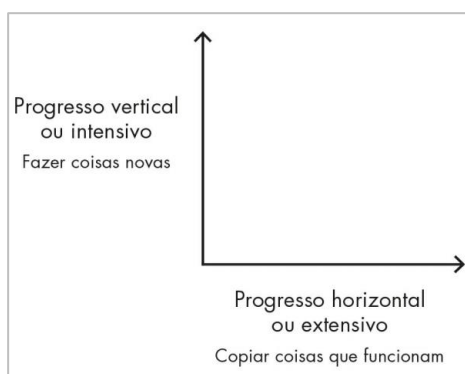 Progresso vertical
ou intensivo
Fazer coisas novas
Progresso horizontal
ou extensivo
Copiar coisas que funcionam